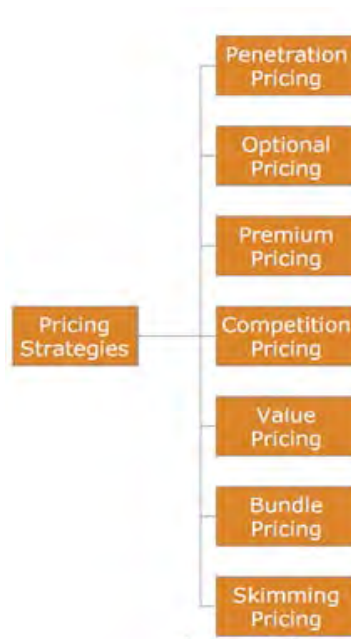 Penetration
Pricing
Optional
Pricing
Premium
Pricing
Pricing
Strategies
Competition
Pricing
Value
Pricing
Bundle
Pricing
Skimming
Pricing